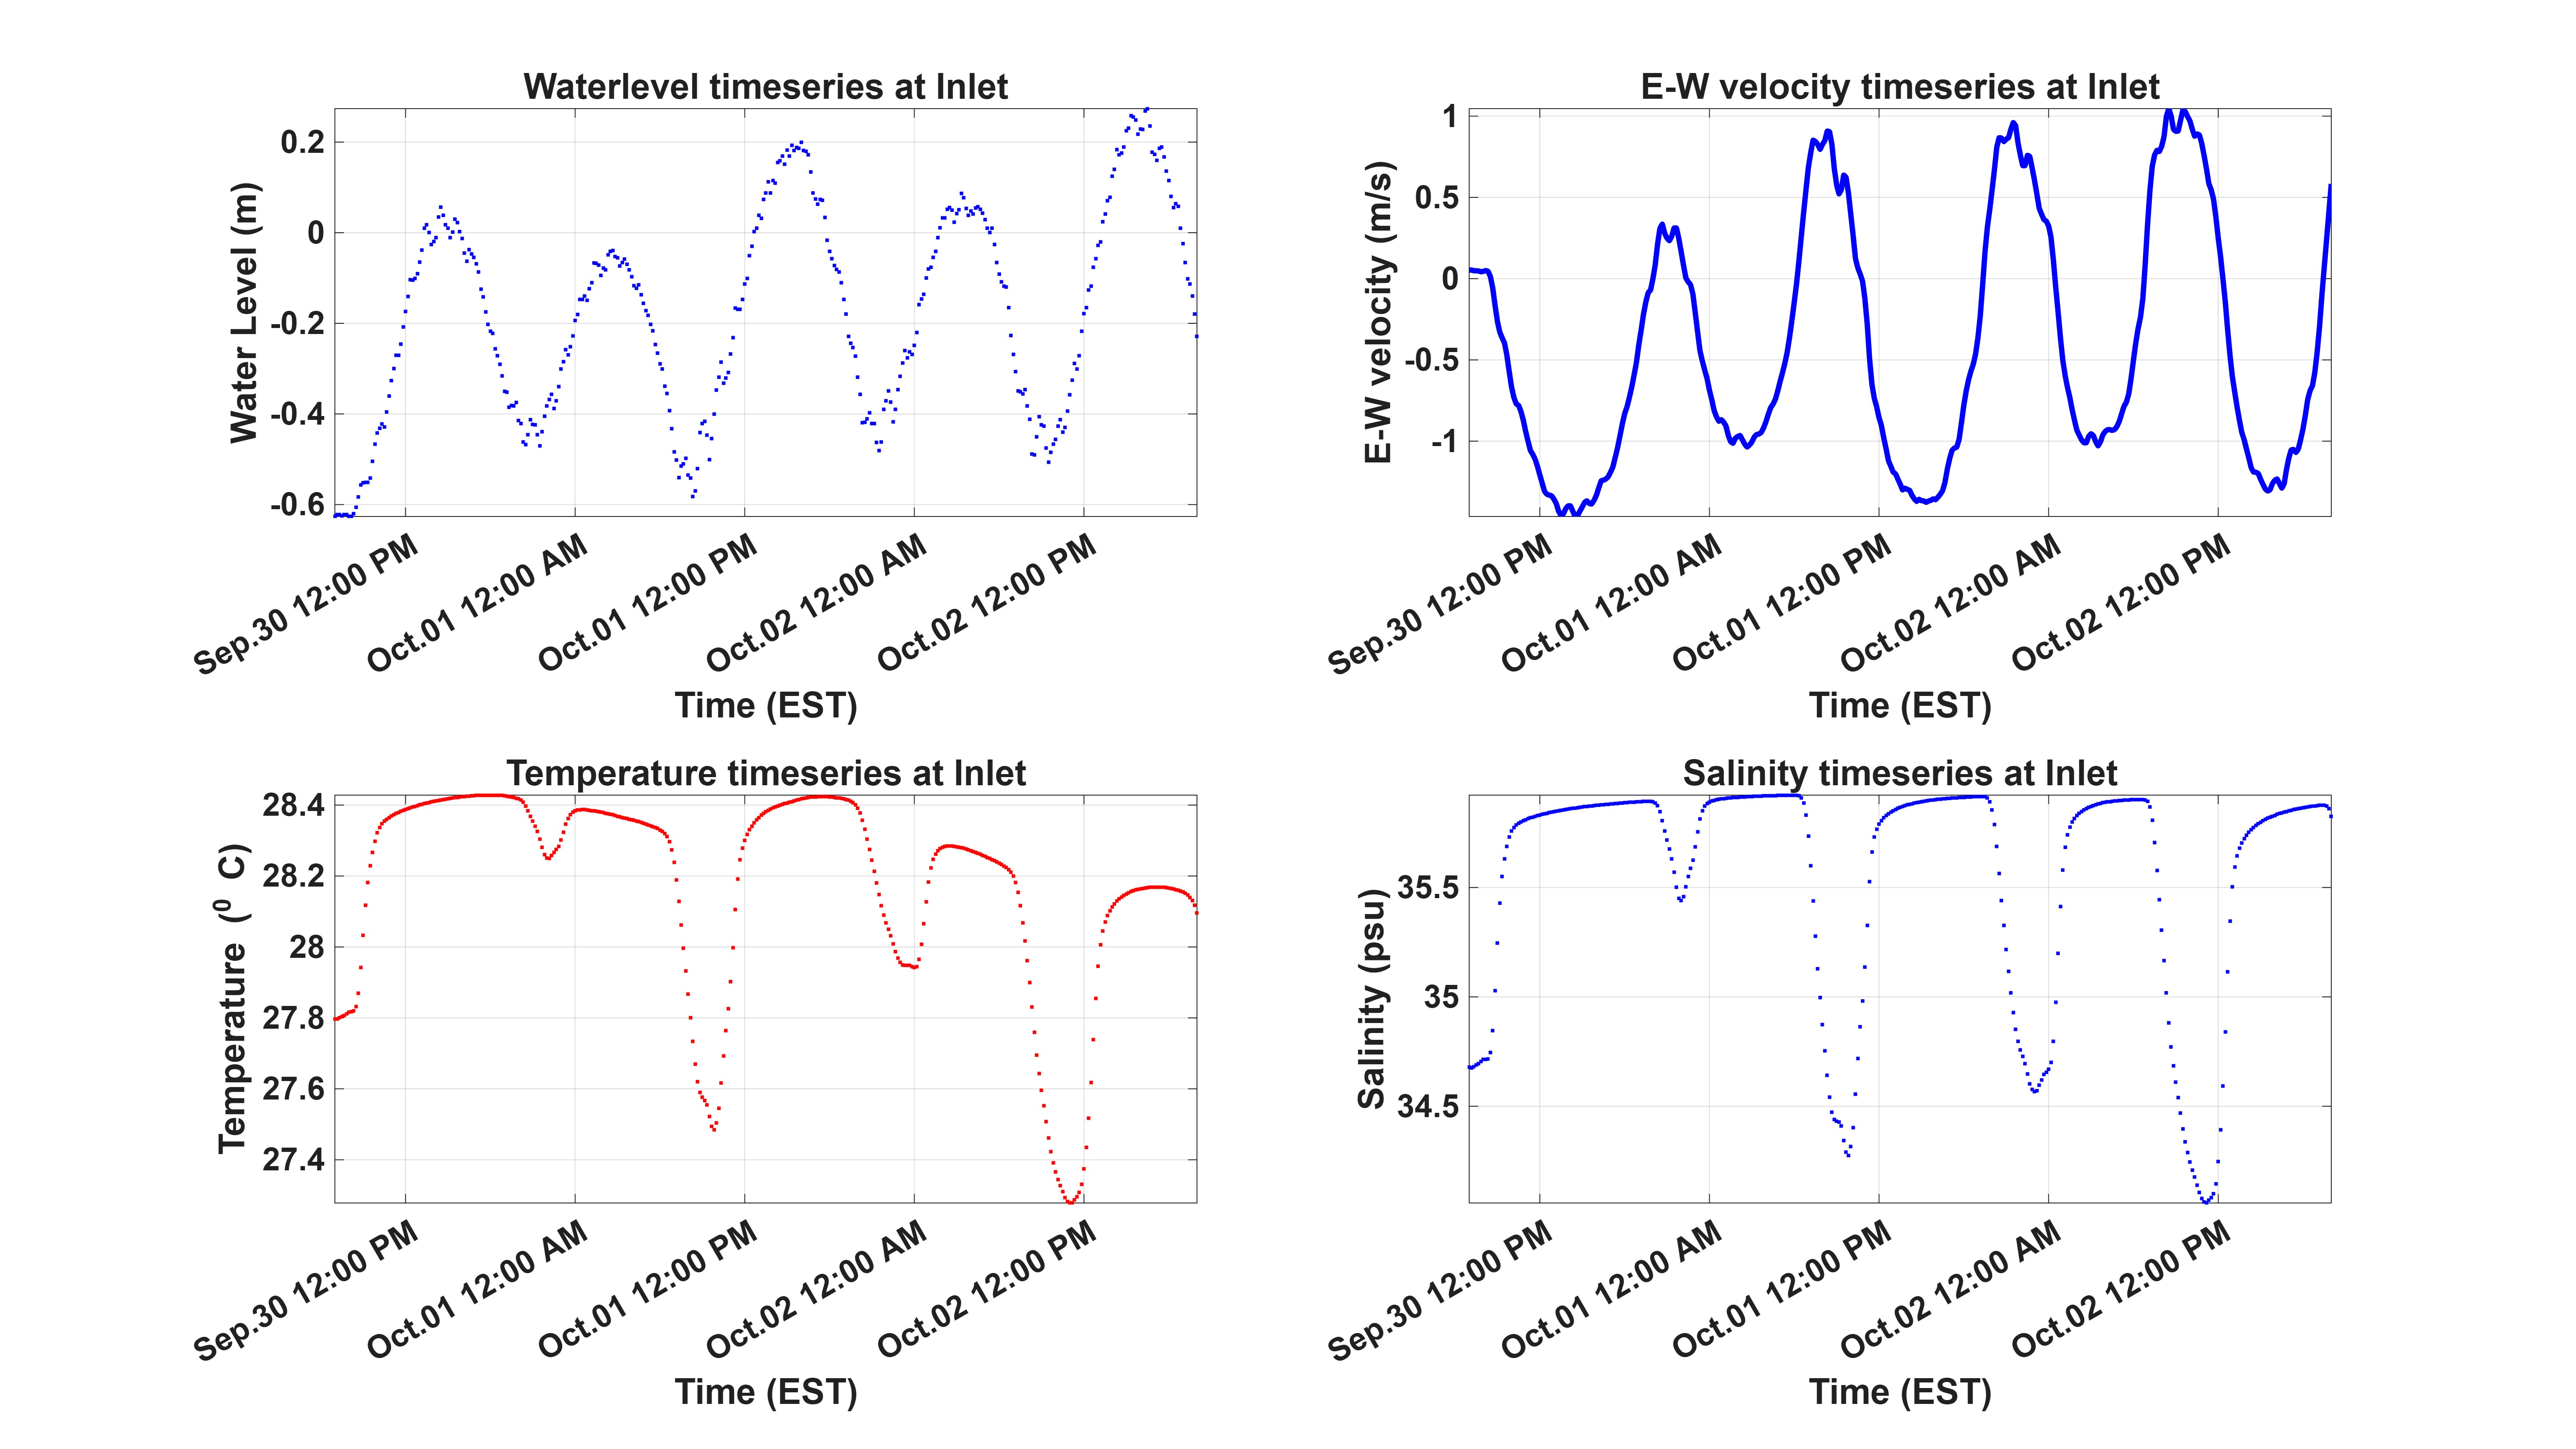 Waterlevel timeseries at Inlet
0.2
0
-0.2
-0.4
-0.6
Water Level (m)
Sep.30 12:00 PM
Oct.01 12:00 AM
Oct.01 12:00 PM
Oct.02 12:00 AM
Oct.02 12:00 PM
Time (EST)
E-W velocity timeseries at Inlet
1
0.5
0
-0.5
-1
E-W velocity (m/s)
Sep.30 12:00 PM
Oct.01 12:00 AM
Oct.01 12:00 PM
Oct.02 12:00 AM
Oct.02 12:00 PM
Time (EST)
Temperature timeseries at Inlet
28.4
28.2
28
27.8
27.6
27.4
Temperature (⁰ C)
Sep.30 12:00 PM
Oct.01 12:00 AM
Oct.01 12:00 PM
Oct.02 12:00 AM
Oct.02 12:00 PM
Time (EST)
Salinity timeseries at Inlet
35.5
35
34.5
Salinity (psu)
Sep.30 12:00 PM
Oct.01 12:00 AM
Oct.01 12:00 PM
Oct.02 12:00 AM
Oct.02 12:00 PM
Time (EST)